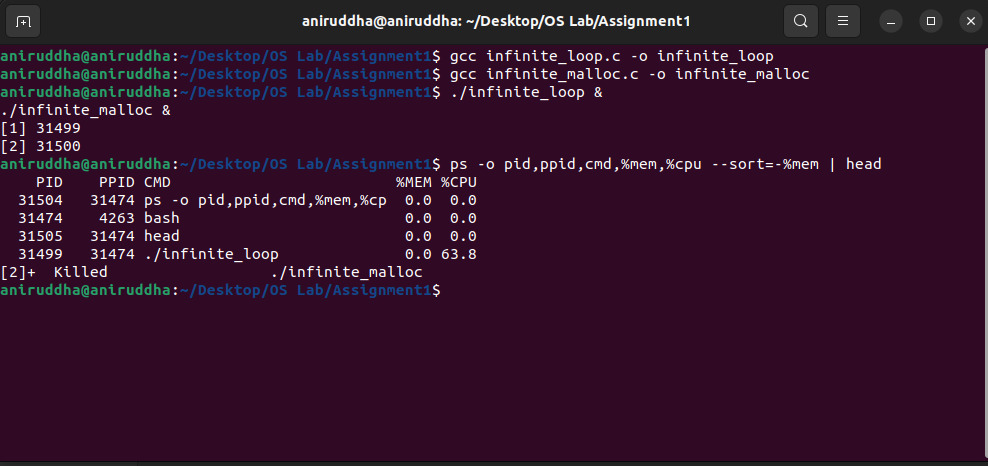 aniruddha@aniruddha: ~/Desktop/OS Lab/Assignment1
aniruddha@aniruddha:~/Desktop/OS Lab/Assignment1$ gcc infinite_loop.c -o infinite_loop
aniruddha@aniruddha:~/Desktop/OS Lab/Assignment1$ gcc infinite_malloc.c -o infinite_malloc
aniruddha@aniruddha:~/Desktop/OS Lab/Assignment1$ ./infinite_loop &
./infinite_malloc &
[1] 31499
[2] 31500
aniruddha@aniruddha:~/Desktop/OS Lab/Assignment1$ ps -o pid,ppid,cmd,%mem,%cpu --sort=-%mem | head
    PID    PPID CMD                         %MEM %CPU
  31504   31474 ps -o pid,ppid,cmd,%mem,%cp  0.0  0.0
  31474    4263 bash                         0.0  0.0
  31505   31474 head                         0.0  0.0
  31499   31474 ./infinite_loop              0.0 63.8
[2]+  Killed                  ./infinite_malloc
aniruddha@aniruddha:~/Desktop/OS Lab/Assignment1$